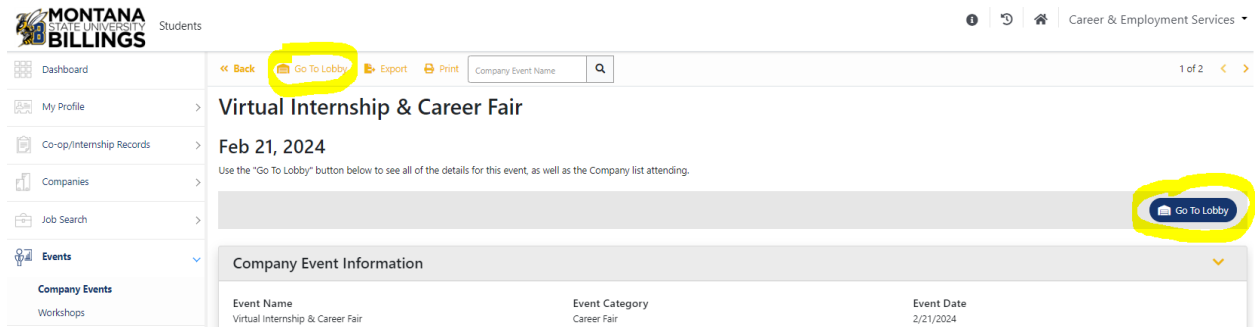 MONTANA
STATE UNIVERSITY
BILLINGS
Students
Career & Employment Services
Dashboard
My Profile
Co-op/Internship Records
Companies
Job Search
Events
Company Events
Workshops
« Back Go To Lobby Export Print Company Event Name 1 of 2
Virtual Internship & Career Fair
Feb 21, 2024
Use the "Go To Lobby" button below to see all of the details for this event, as well as the Company list attending.
Go To Lobby
Company Event Information
Event Name Event Category Event Date
Virtual Internship & Career Fair Career Fair 2/21/2024